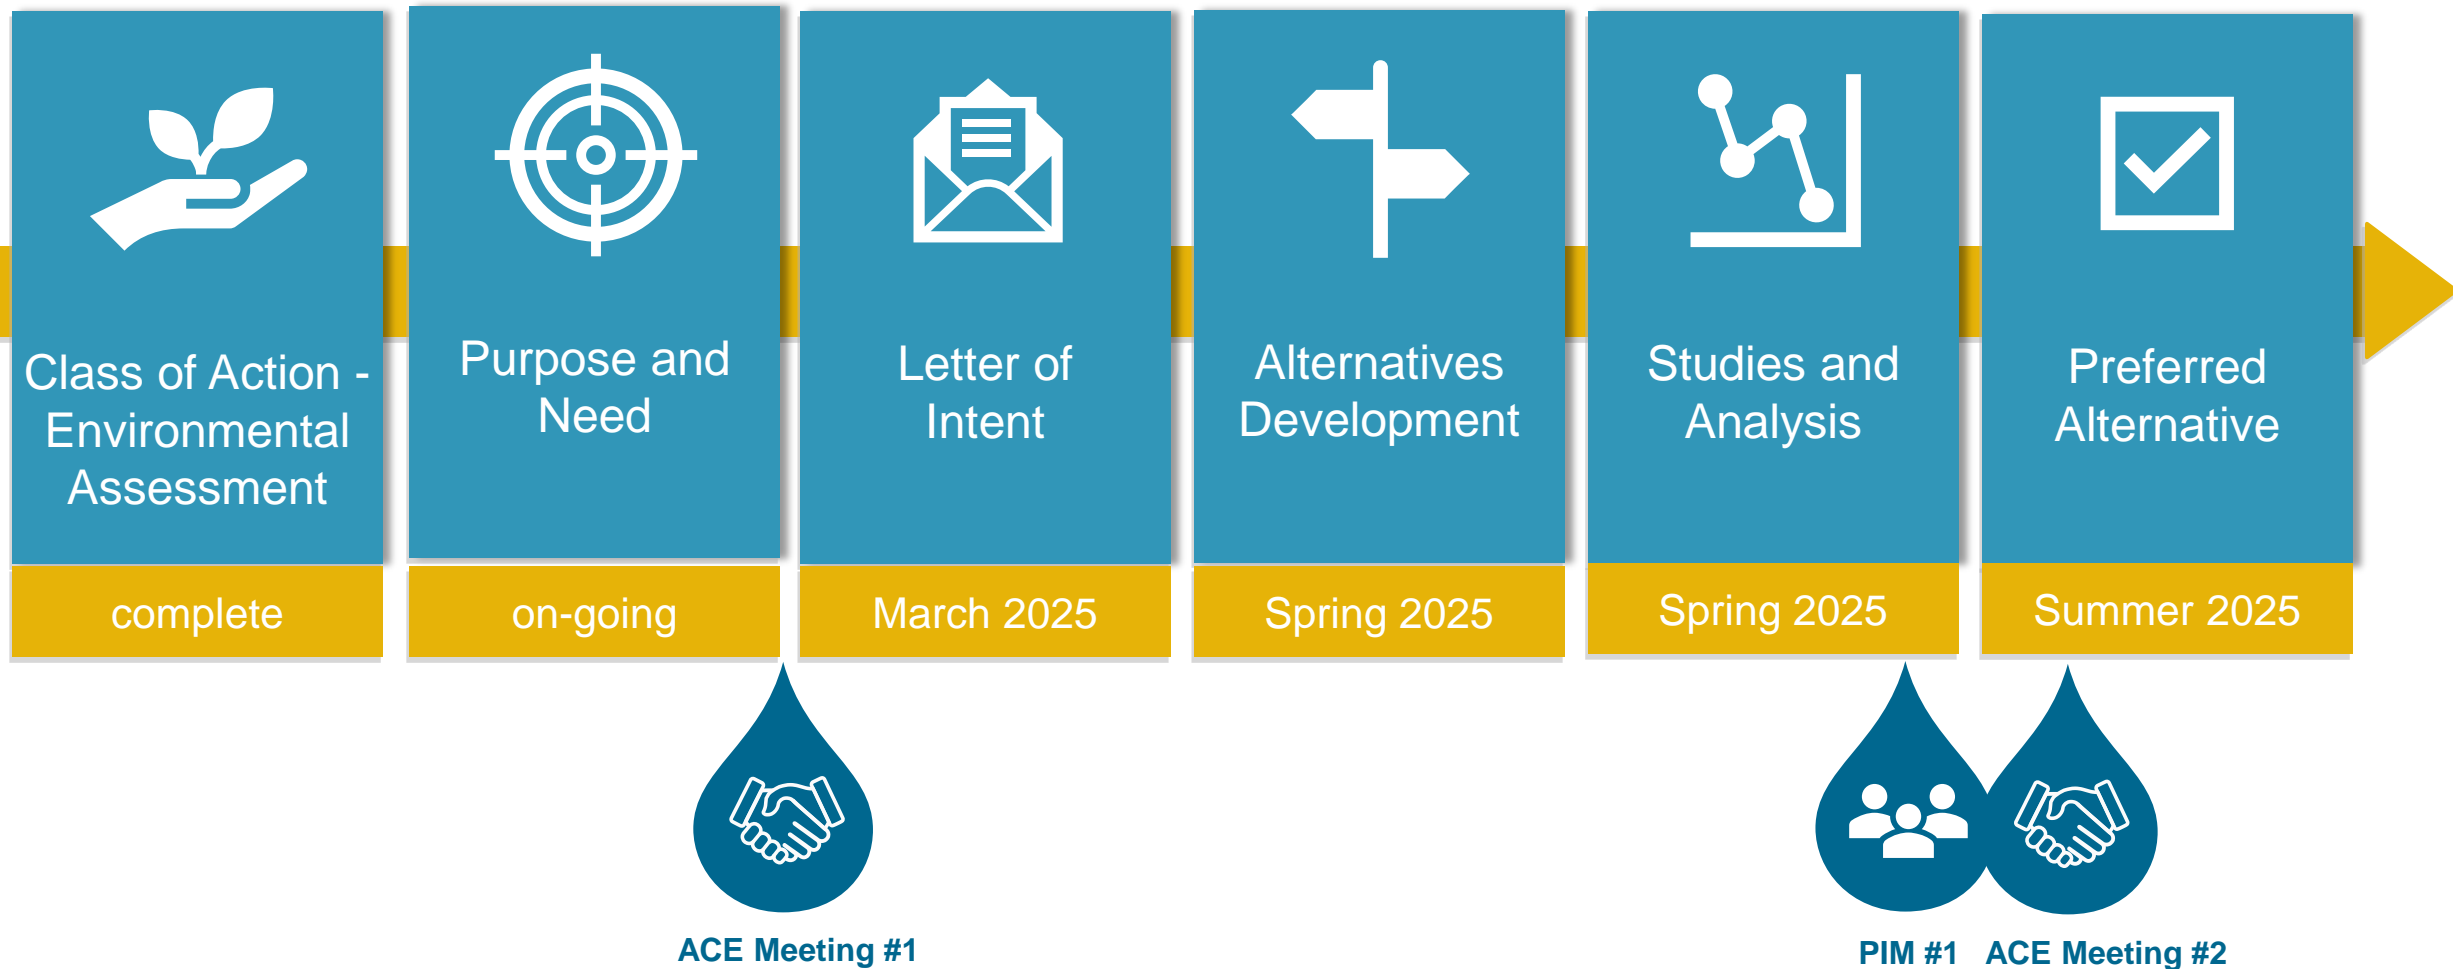 Class of Action -
Environmental
Assessment
complete
Purpose and
Need
on-going
Letter of
Intent
March 2025
Alternatives
Development
Spring 2025
Studies and
Analysis
Spring 2025
Preferred
Alternative
Summer 2025
ACE Meeting #1
PIM #1
ACE Meeting #2